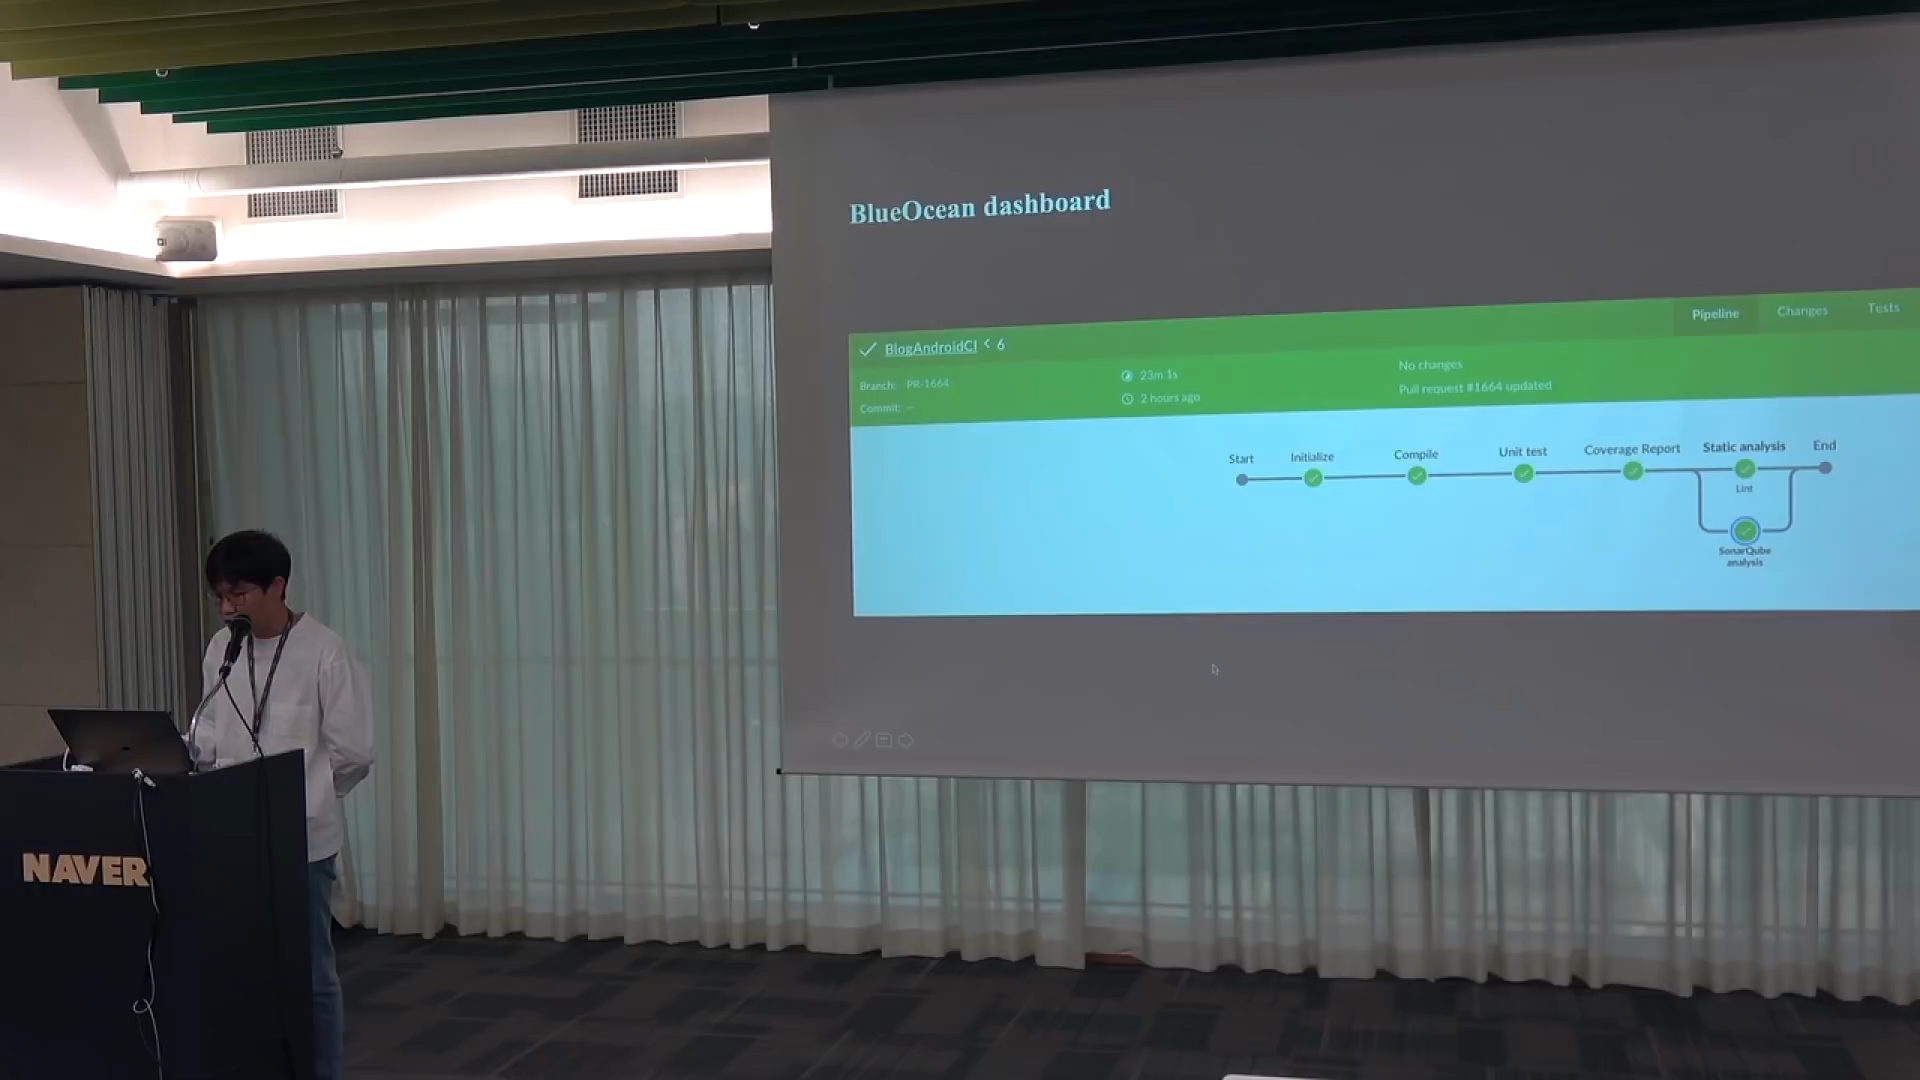 BlueOcean dashboard
Pipeline Changes Tests
BlogAndroidCI < 6
Branch: PR-1664
Commit: —
23m 1s
2 hours ago
No changes
Pull request #1664 updated
Start Initialize Compile Unit test Coverage Report Static analysis End
Lint
SonarQube
analysis
NAVER